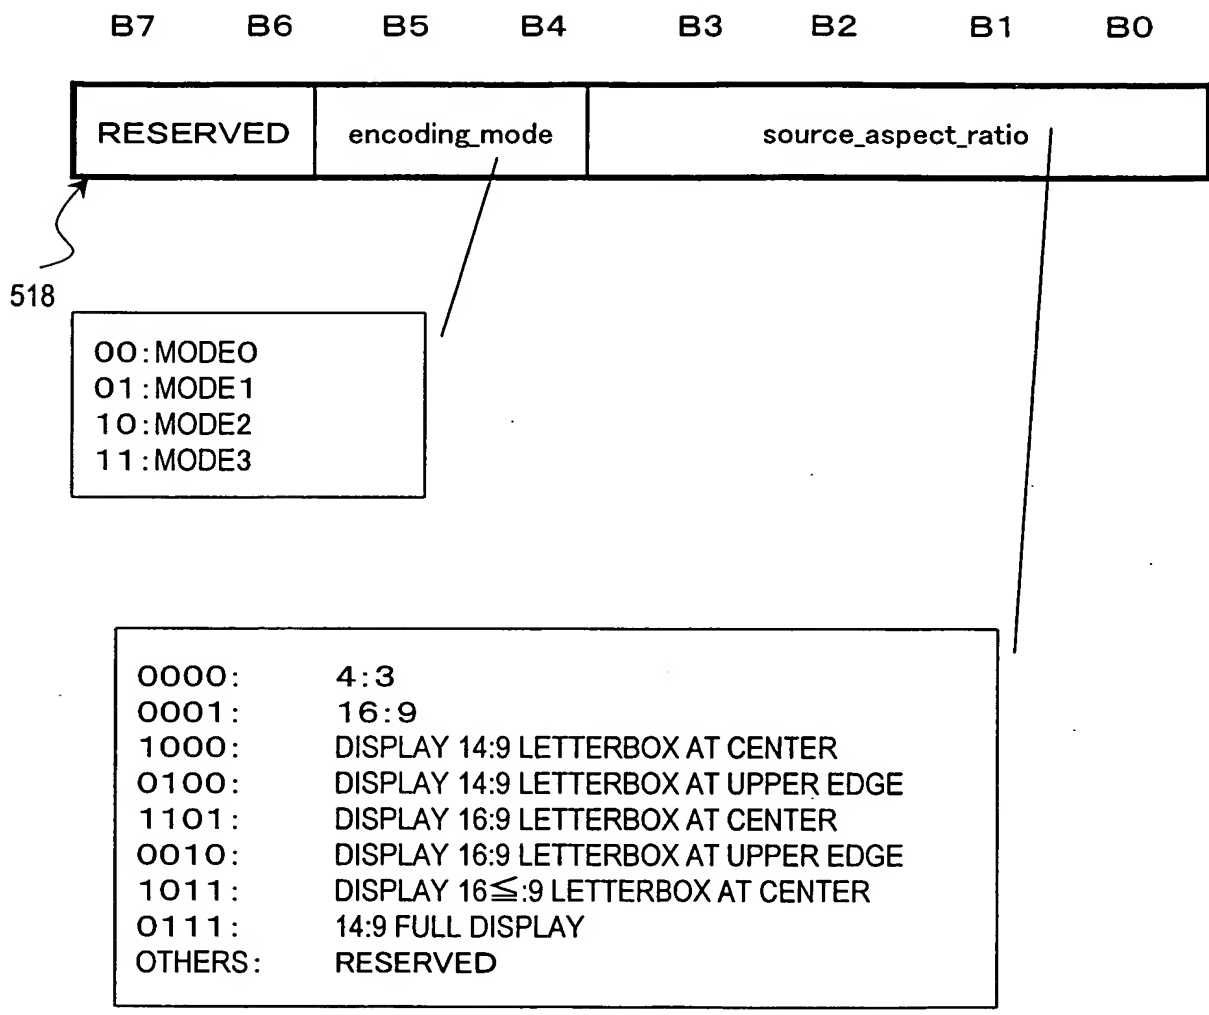 B7 B6 B5 B4 B3 B2 B1 B0
RESERVED encoding_mode source_aspect_ratio
518
00:MODE0
01:MODE1
10:MODE2
11:MODE3
0000: 4:3
0001: 16:9
1000: DISPLAY 14:9 LETTERBOX AT CENTER
0100: DISPLAY 14:9 LETTERBOX AT UPPER EDGE
1101: DISPLAY 16:9 LETTERBOX AT CENTER
0010: DISPLAY 16:9 LETTERBOX AT UPPER EDGE
1011: DISPLAY 16≦:9 LETTERBOX AT CENTER
0111: 14:9 FULL DISPLAY
OTHERS: RESERVED